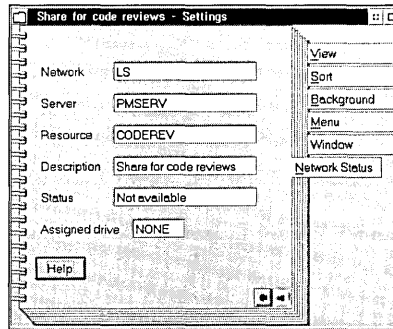 Share for code reviews - Settings
View
Network LS
Sort
Server PMSERV
Background
Resource CODEREV
Menu
Window
Description Share for code reviews
Network Status
Status Not available
Assigned drive NONE
Help